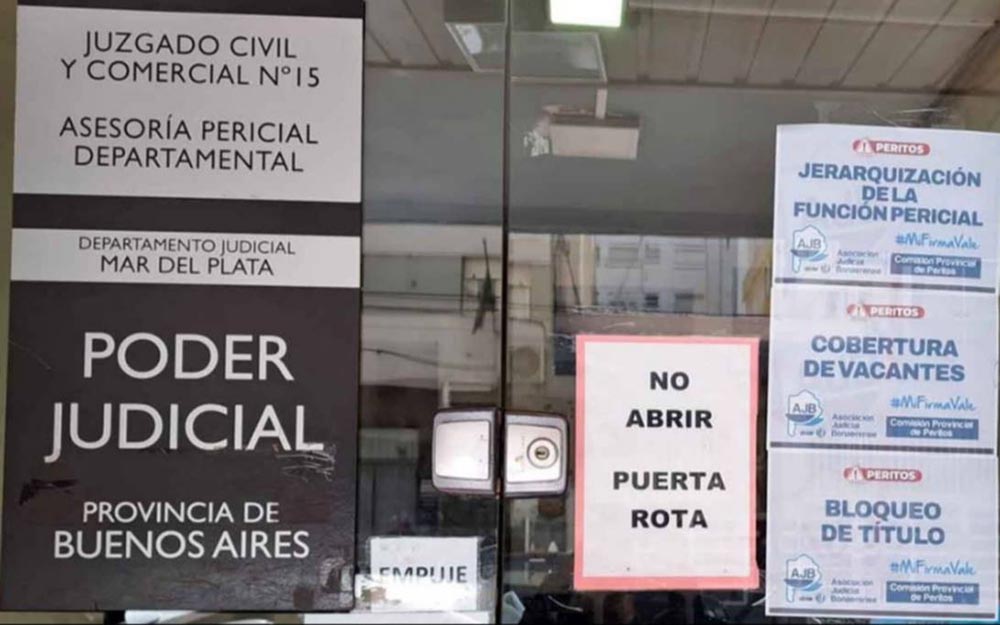 JUZGADO CIVIL
Y COMERCIAL Nº15
ASESORÍA PERICIAL
DEPARTAMENTAL
DEPARTAMENTO JUDICIAL
MAR DEL PLATA
PODER
JUDICIAL
PROVINCIA DE
BUENOS AIRES
EMPUJE
NO
ABRIR
PUERTA
ROTA
PERITOS
JERARQUIZACIÓN
DE LA
FUNCIÓN PERICIAL
#MiFirmaVale
AJB
Asociación
Judicial
Bonaerense
Comisión Provincial
de Peritos
PERITOS
COBERTURA
DE VACANTES
#MiFirmaVale
AJB
Asociación
Judicial
Bonaerense
Comisión Provincial
de Peritos
PERITOS
BLOQUEO
DE TÍTULO
#MiFirmaVale
AJB
Asociación
Judicial
Bonaerense
Comisión Provincial
de Peritos